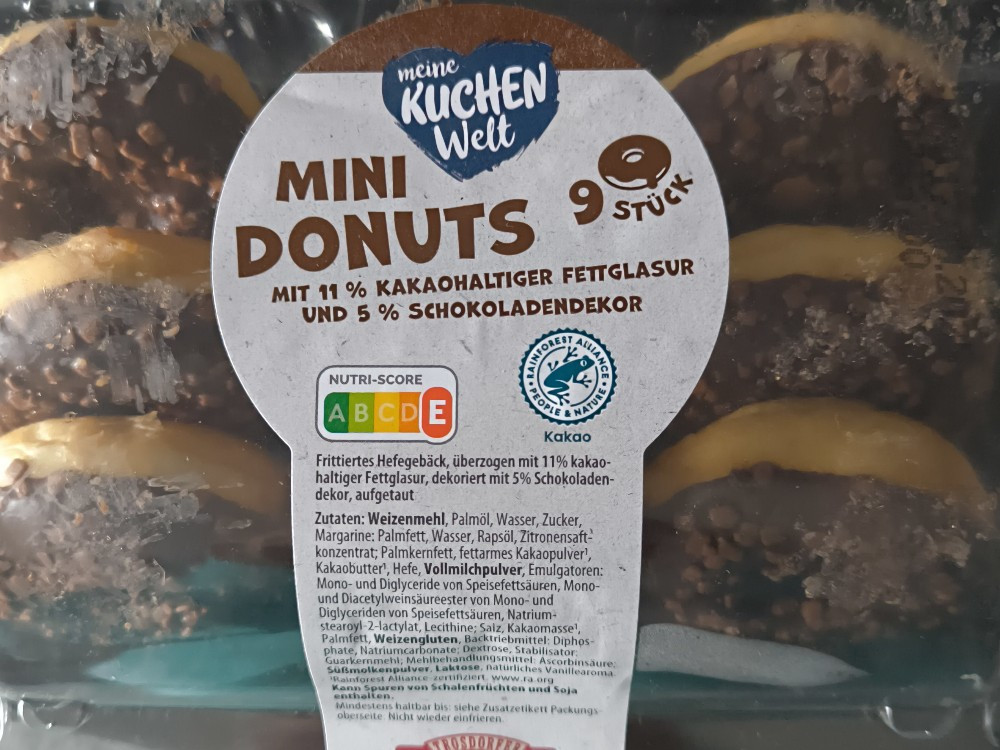 meine
KUCHEN
Welt
MINI
DONUTS
9
STÜCK
MIT 11 % KAKAOHALTIGER FETTGLASUR
UND 5 % SCHOKOLADENDEKOR
NUTRI-SCORE
A B C D E
RAINFOREST ALLIANCE
PEOPLE & NATURE
Kakao
Frittiertes Hefegebäck, überzogen mit 11% kakao-
haltiger Fettglasur, dekoriert mit 5% Schokoladen-
dekor, aufgetaut
Zutaten: Weizenmehl, Palmöl, Wasser, Zucker,
Margarine: Palmfett, Wasser, Rapsöl, Zitronensaft-
konzentrat; Palmkernfett, fettarmes Kakaopulver¹,
Kakaobutter¹, Hefe, Vollmilchpulver, Emulgatoren:
Mono- und Diglyceride von Speisefettsäuren, Mono-
und Diacetylweinsäureester von Mono- und
Diglyceriden von Speisefettsäuren, Natrium-
stearoyl-2-lactylat, Lecithine; Salz, Kakaomasse¹,
Palmfett, Weizengluten, Backtriebmittel: Diphos-
phate, Natriumcarbonate; Dextrose, Stabilisator:
Guarkernmehl; Mehlbehandlungsmittel: Ascorbinsäure;
Süßmolkenpulver, Laktose, natürliches Vanillearoma.
¹Rainforest Alliance-zertifiziert. www.ra.org
Kann Spuren von Schalenfrüchten und Soja
enthalten.
Mindestens haltbar bis: siehe Zusatzetikett Packungs-
oberseite. Nicht wieder einfrieren.